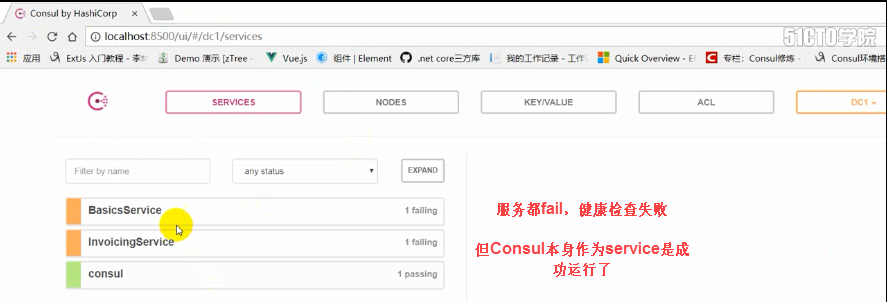 Consul by HashiCorp
51CTO学院
localhost:8500/ui/#/dc1/services
应用 ExtJs 入门教程 - 李林 Demo 演示 [zTree - Vue.js 组件 | Element .net core三方库 我的工作记录 - 工作 Quick Overview - EF 专栏：Consul修炼 - Consul环境搭
SERVICES NODES KEY/VALUE ACL DC1
Filter by name any status EXPAND
BasicsService 1 failing
InvoicingService 1 failing
consul 1 passing
服务都fail，健康检查失败
但Consul本身作为service是成
功运行了